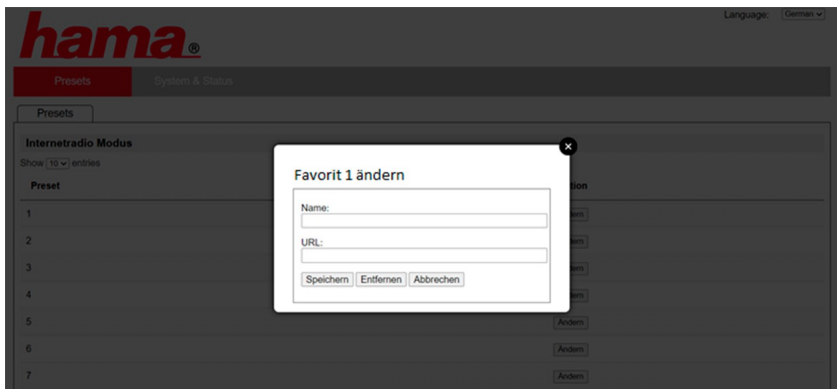 Language: German
hama®
Presets System & Status
Presets
Internetradio Modus
Show 10 entries
Preset
1
2
3
4
5 Ändern
6 Ändern
7 Ändern
Favorit 1 ändern
Name:
URL:
Speichern Entfernen Abbrechen